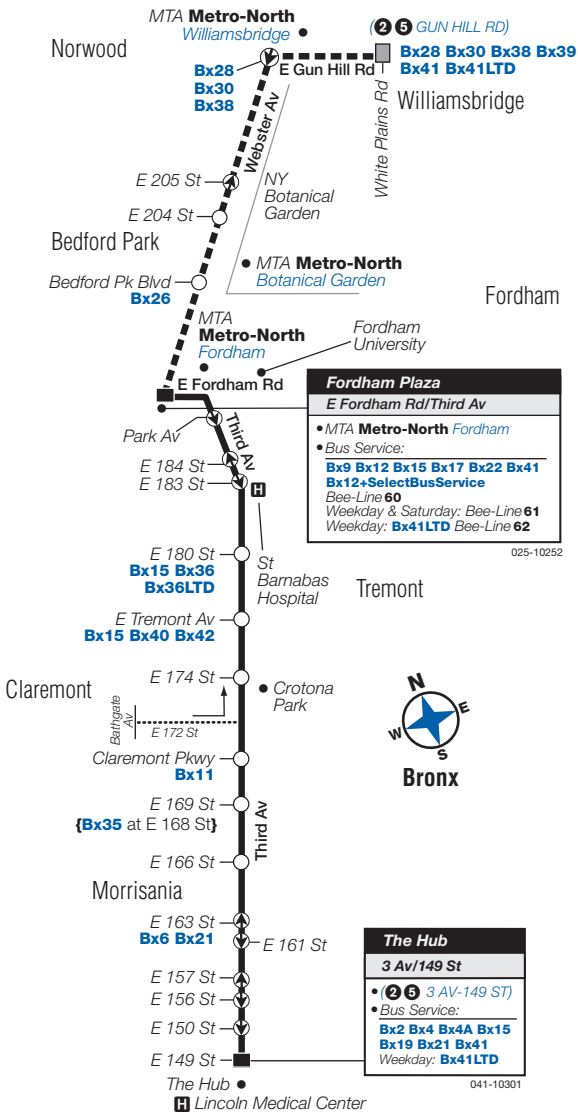 MTA Metro-North
Williamsbridge
(2 5 GUN HILL RD)
Norwood
Bx28
Bx30
Bx38
E Gun Hill Rd
Bx28 Bx30 Bx38 Bx39
Bx41 Bx41LTD
Williamsbridge
White Plains Rd
Webster Av
E 205 St
NY
Botanical
Garden
E 204 St
Bedford Park
MTA Metro-North
Botanical Garden
Bedford Pk Blvd
Bx26
Fordham
MTA
Metro-North
Fordham
Fordham
University
E Fordham Rd
Fordham Plaza
E Fordham Rd/Third Av
• MTA Metro-North Fordham
• Bus Service:
Bx9 Bx12 Bx15 Bx17 Bx22 Bx41
Bx12+SelectBusService
Bee-Line 60
Weekday & Saturday: Bee-Line 61
Weekday: Bx41LTD Bee-Line 62
025-10252
Park Av
Third Av
E 184 St
E 183 St
H
St
Barnabas
Hospital
E 180 St
Bx15 Bx36
Bx36LTD
Tremont
E Tremont Av
Bx15 Bx40 Bx42
Claremont
E 174 St
Crotona
Park
Bathgate
Av
E 172 St
N
E
W
S
Bronx
Claremont Pkwy
Bx11
E 169 St
{Bx35 at E 168 St}
Third Av
E 166 St
Morrisania
E 163 St
Bx6 Bx21
E 161 St
E 157 St
E 156 St
E 150 St
E 149 St
The Hub
3 Av/149 St
• (2 5 3 AV-149 ST)
• Bus Service:
Bx2 Bx4 Bx4A Bx15
Bx19 Bx21 Bx41
Weekday: Bx41LTD
041-10301
The Hub
H Lincoln Medical Center